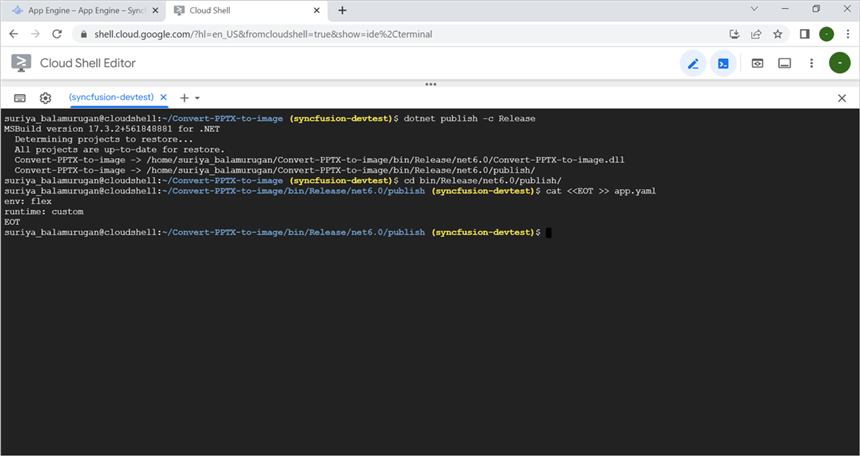 App Engine – App Engine – Sync
Cloud Shell
shell.cloud.google.com/?hl=en_US&fromcloudshell=true&show=ide%2Cterminal
Cloud Shell Editor
(syncfusion-devtest)
suriya_balamurugan@cloudshell:~/Convert-PPTX-to-image (syncfusion-devtest)$ dotnet publish -c Release
MSBuild version 17.3.2+561848881 for .NET
Determining projects to restore...
All projects are up-to-date for restore.
Convert-PPTX-to-image -> /home/suriya_balamurugan/Convert-PPTX-to-image/bin/Release/net6.0/Convert-PPTX-to-image.dll
Convert-PPTX-to-image -> /home/suriya_balamurugan/Convert-PPTX-to-image/bin/Release/net6.0/publish/
suriya_balamurugan@cloudshell:~/Convert-PPTX-to-image (syncfusion-devtest)$ cd bin/Release/net6.0/publish/
suriya_balamurugan@cloudshell:~/Convert-PPTX-to-image/bin/Release/net6.0/publish (syncfusion-devtest)$ cat <<EOT >> app.yaml
env: flex
runtime: custom
EOT
suriya_balamurugan@cloudshell:~/Convert-PPTX-to-image/bin/Release/net6.0/publish (syncfusion-devtest)$